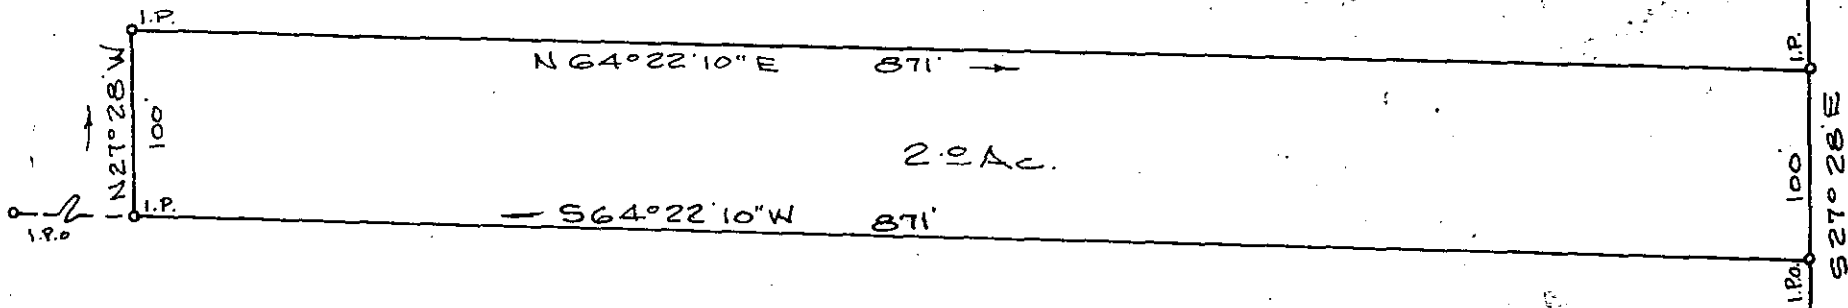 I.P.
N 64° 22' 10" E 871'
I.P.
N 27° 28' W
100'
2.0 Ac.
100
S 27° 28' E
I.P.
I.P.O
S 64° 22' 10" W 871'
I.P.O.